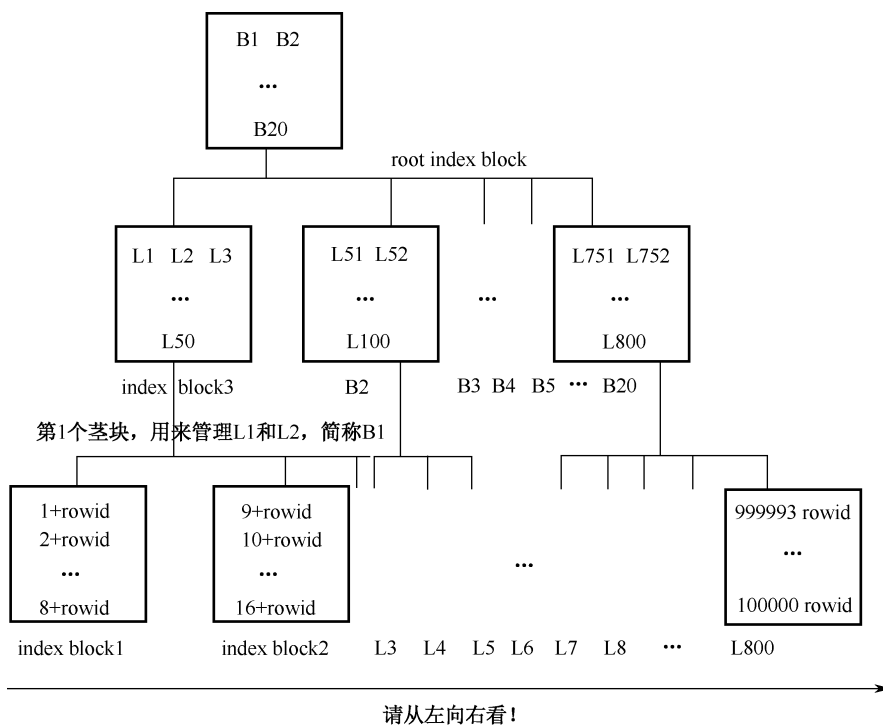 B1 B2
...
B20
root index block
L1 L2 L3
...
L50
L51 L52
...
L100
...
L751 L752
...
L800
index block3
B2
B3 B4 B5 ... B20
第1个茎块，用来管理L1和L2，简称B1
1+rowid
2+rowid
...
8+rowid
9+rowid
10+rowid
...
16+rowid
...
999993 rowid
...
100000 rowid
index block1
index block2
L3 L4 L5 L6 L7 L8 ... L800
请从左向右看！